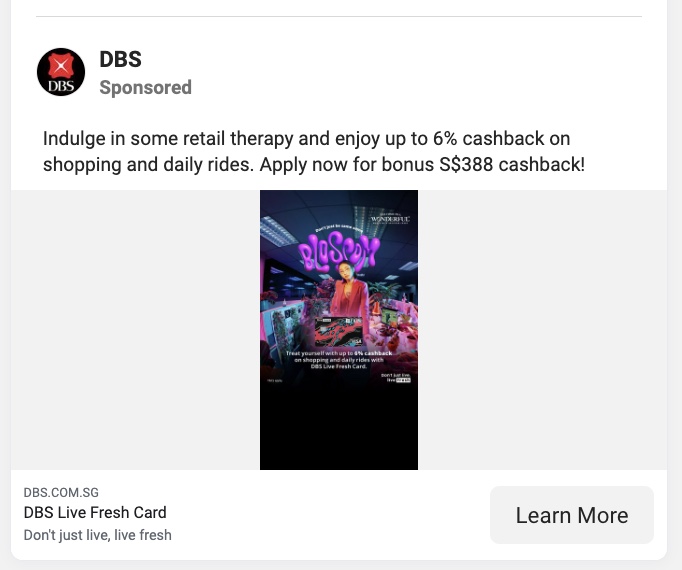 DBS
DBS
Sponsored
Indulge in some retail therapy and enjoy up to 6% cashback on
shopping and daily rides. Apply now for bonus S$388 cashback!
WONDERFUL
Don't just be came
BLOSSOM
Treat yourself with up to 6% cashback
on shopping and daily rides with
DBS Live Fresh Card.
Don't just live,
live fresh
DBS.COM.SG
DBS Live Fresh Card
Don't just live, live fresh
Learn More